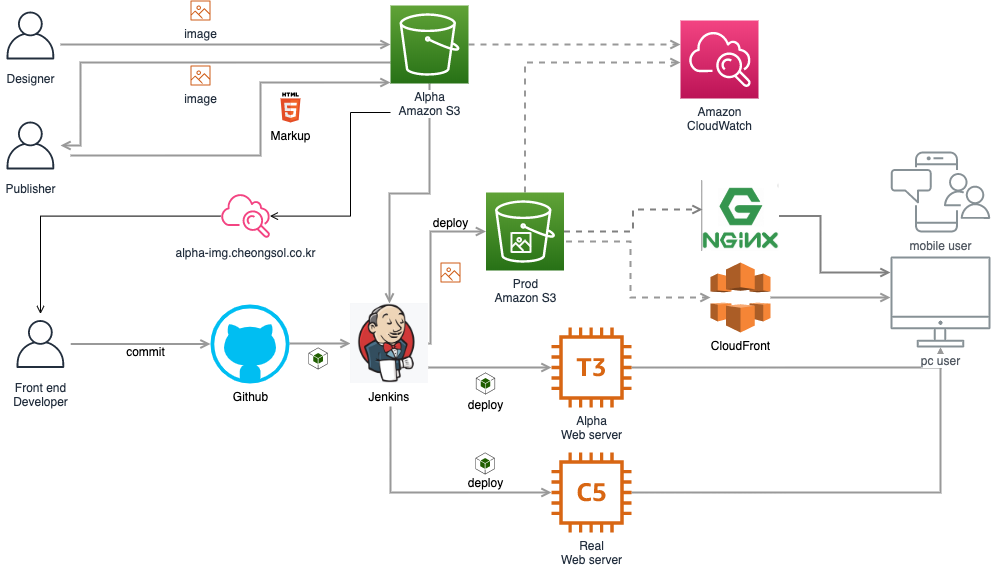 image
Designer
image
HTML
5
Markup
Alpha
Amazon S3
Amazon
CloudWatch
Publisher
alpha-img.cheongsol.co.kr
deploy
Prod
Amazon S3
G
NGINX
mobile user
CloudFront
pc user
Front end
Developer
commit
Github
Jenkins
deploy
T3
Alpha
Web server
deploy
C5
Real
Web server